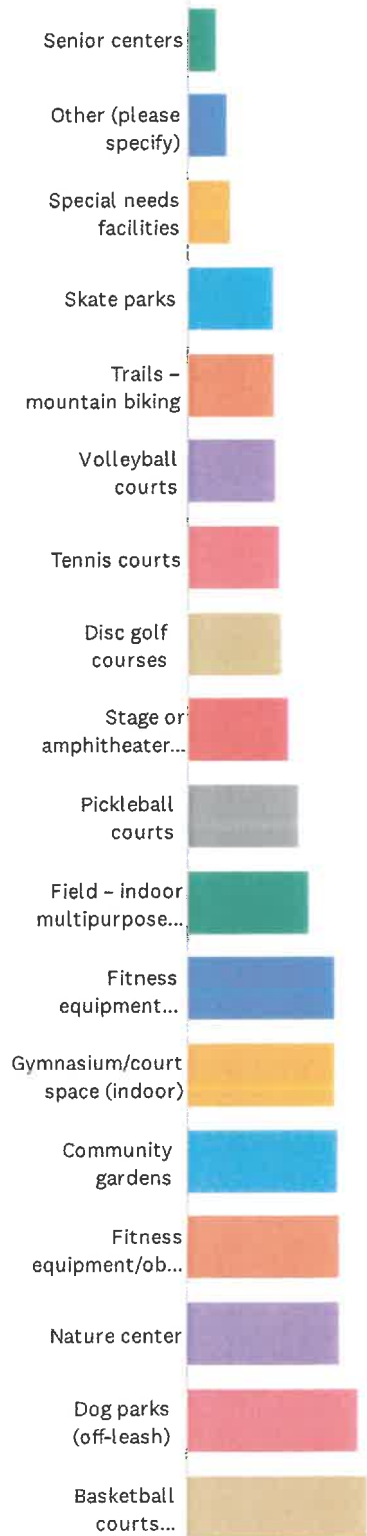 Senior centers
Other (please
specify)
Special needs
facilities
Skate parks
Trails –
mountain biking
Volleyball
courts
Tennis courts
Disc golf
courses
Stage or
amphitheater...
Pickleball
courts
Field – indoor
multipurpose...
Fitness
equipment...
Gymnasium/court
space (indoor)
Community
gardens
Fitness
equipment/ob...
Nature center
Dog parks
(off-leash)
Basketball
courts...